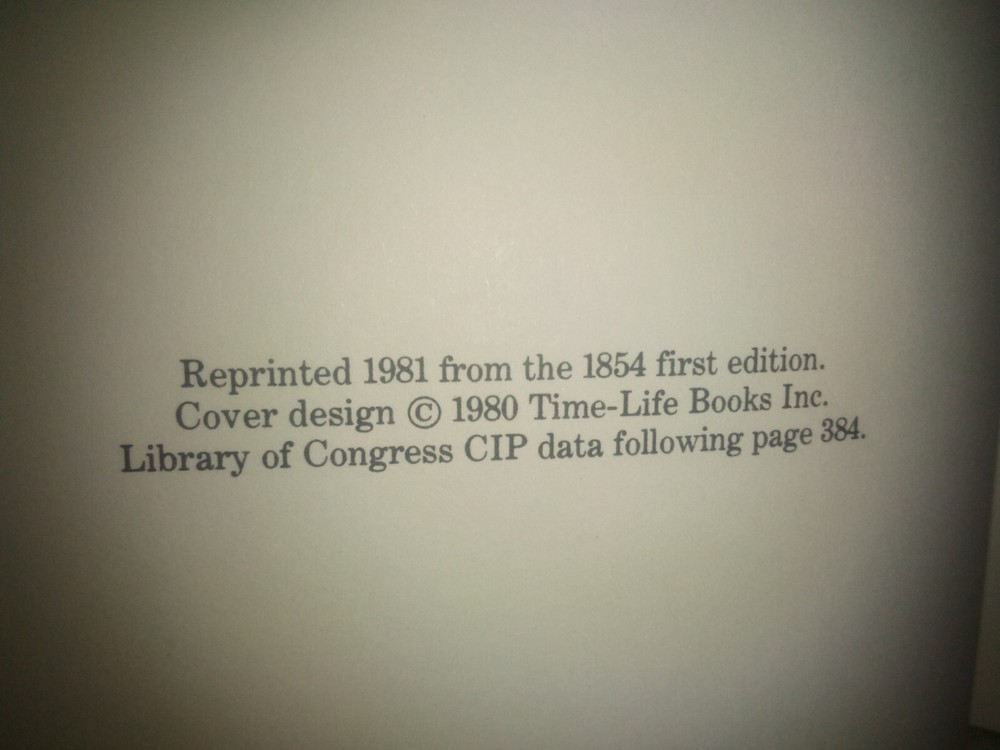 Reprinted 1981 from the 1854 first edition.
Cover design © 1980 Time-Life Books Inc.
Library of Congress CIP data following page 384.